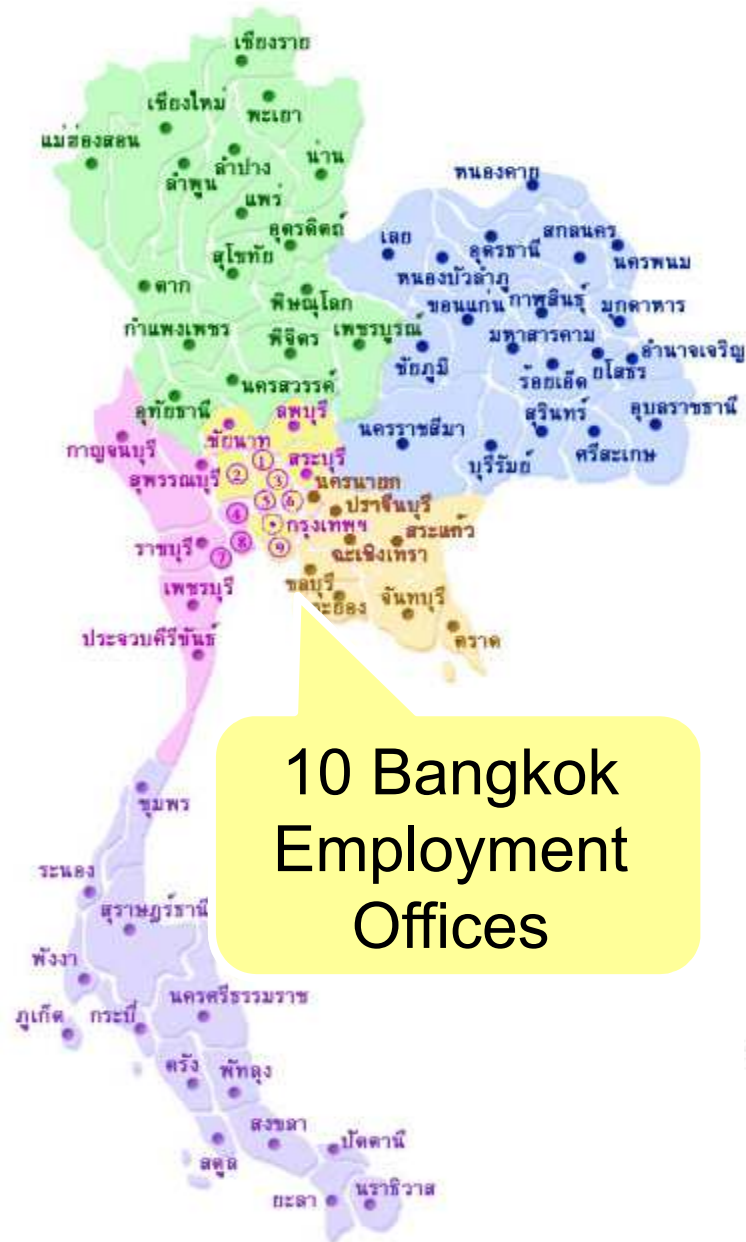 เชียงราย
เชียงใหม่
พะเยา
แม่ฮ่องสอน
ลำปาง
น่าน
ลำพูน
แพร่
อุตรดิตถ์
สุโขทัย
ตาก
พิษณุโลก
กำแพงเพชร
พิจิตร
เพชรบูรณ์
นครสวรรค์
อุทัยธานี
หนองคาย
เลย
อุดรธานี
สกลนคร
นครพนม
หนองบัวลำภู
ขอนแก่น
กาฬสินธุ์
มุกดาหาร
มหาสารคาม
อำนาจเจริญ
ชัยภูมิ
ร้อยเอ็ด
ยโสธร
นครราชสีมา
สุรินทร์
อุบลราชธานี
บุรีรัมย์
ศรีสะเกษ
ลพบุรี
ชัยนาท
กาญจนบุรี
สุพรรณบุรี
①
สระบุรี
②
③
นครนายก
⑤
⑥
ปราจีนบุรี
④
กรุงเทพฯ
สระแก้ว
ราชบุรี
⑦
⑧
⑨
ฉะเชิงเทรา
เพชรบุรี
ชลบุรี
ระยอง
จันทบุรี
ประจวบคีรีขันธ์
ตราด
10 Bangkok
Employment
Offices
ชุมพร
ระนอง
สุราษฎร์ธานี
พังงา
นครศรีธรรมราช
ภูเก็ต
กระบี่
ตรัง
พัทลุง
สงขลา
ปัตตานี
สตูล
ยะลา
นราธิวาส